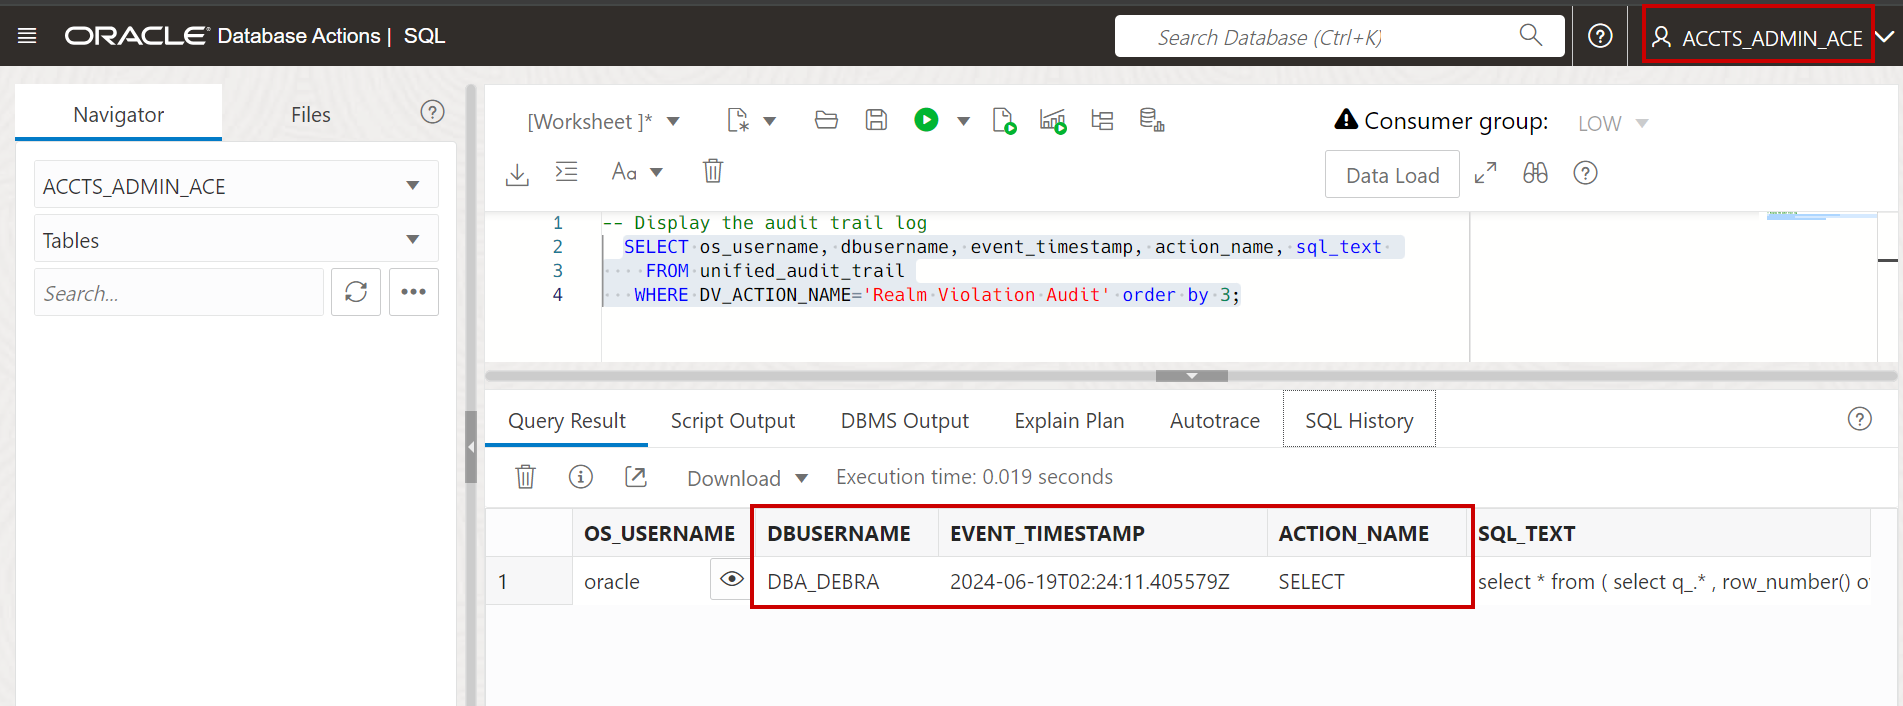 ORACLE Database Actions | SQL
Search Database (Ctrl+K)
ACCTS_ADMIN_ACE
Navigator
Files
ACCTS_ADMIN_ACE
Tables
Search...
[Worksheet ]*
Consumer group:
LOW
Aa
Data Load
1 -- Display the audit trail log
2 SELECT os_username, dbusername, event_timestamp, action_name, sql_text
3 FROM unified_audit_trail
4 WHERE DV_ACTION_NAME='Realm Violation Audit' order by 3;
Query Result
Script Output
DBMS Output
Explain Plan
Autotrace
SQL History
Download
Execution time: 0.019 seconds
OS_USERNAME DBUSERNAME EVENT_TIMESTAMP ACTION_NAME SQL_TEXT
1 oracle DBA_DEBRA 2024-06-19T02:24:11.405579Z SELECT select * from ( select q_.* , row_number()